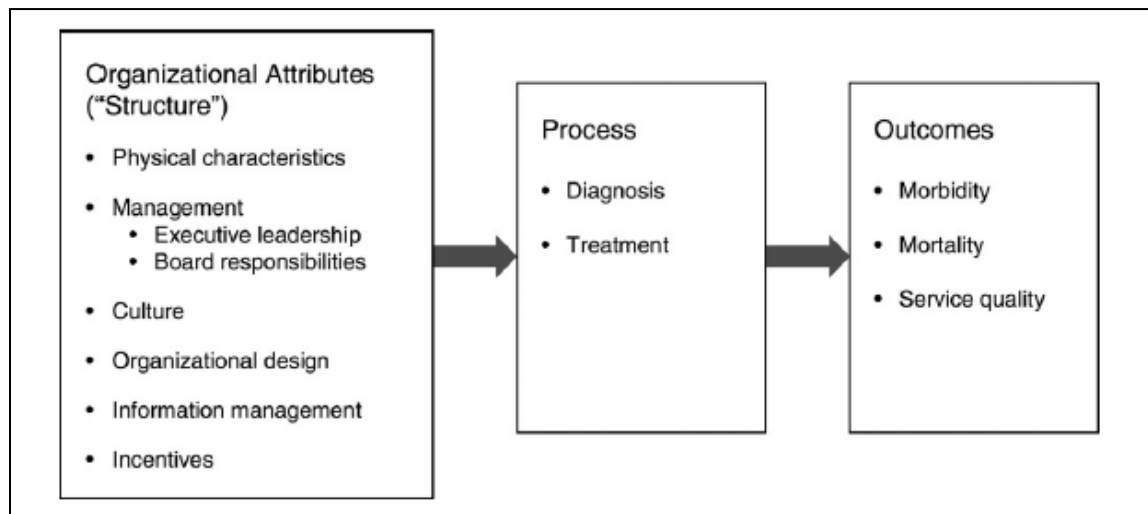 Organizational Attributes
("Structure")
• Physical characteristics
• Management
• Executive leadership
• Board responsibilities
• Culture
• Organizational design
• Information management
• Incentives
Process
• Diagnosis
• Treatment
Outcomes
• Morbidity
• Mortality
• Service quality